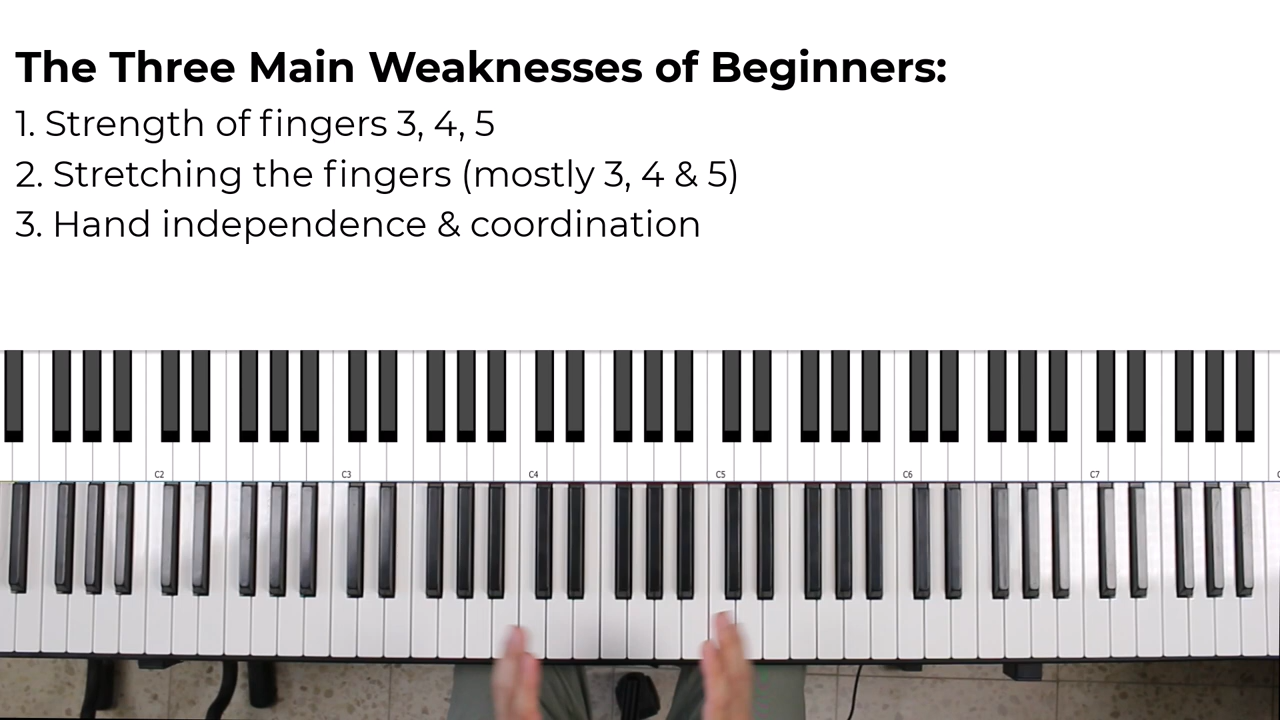 The Three Main Weaknesses of Beginners:
1. Strength of fingers 3, 4, 5
2. Stretching the fingers (mostly 3, 4 & 5)
3. Hand independence & coordination
C2 C3 C4 C5 C6 C7